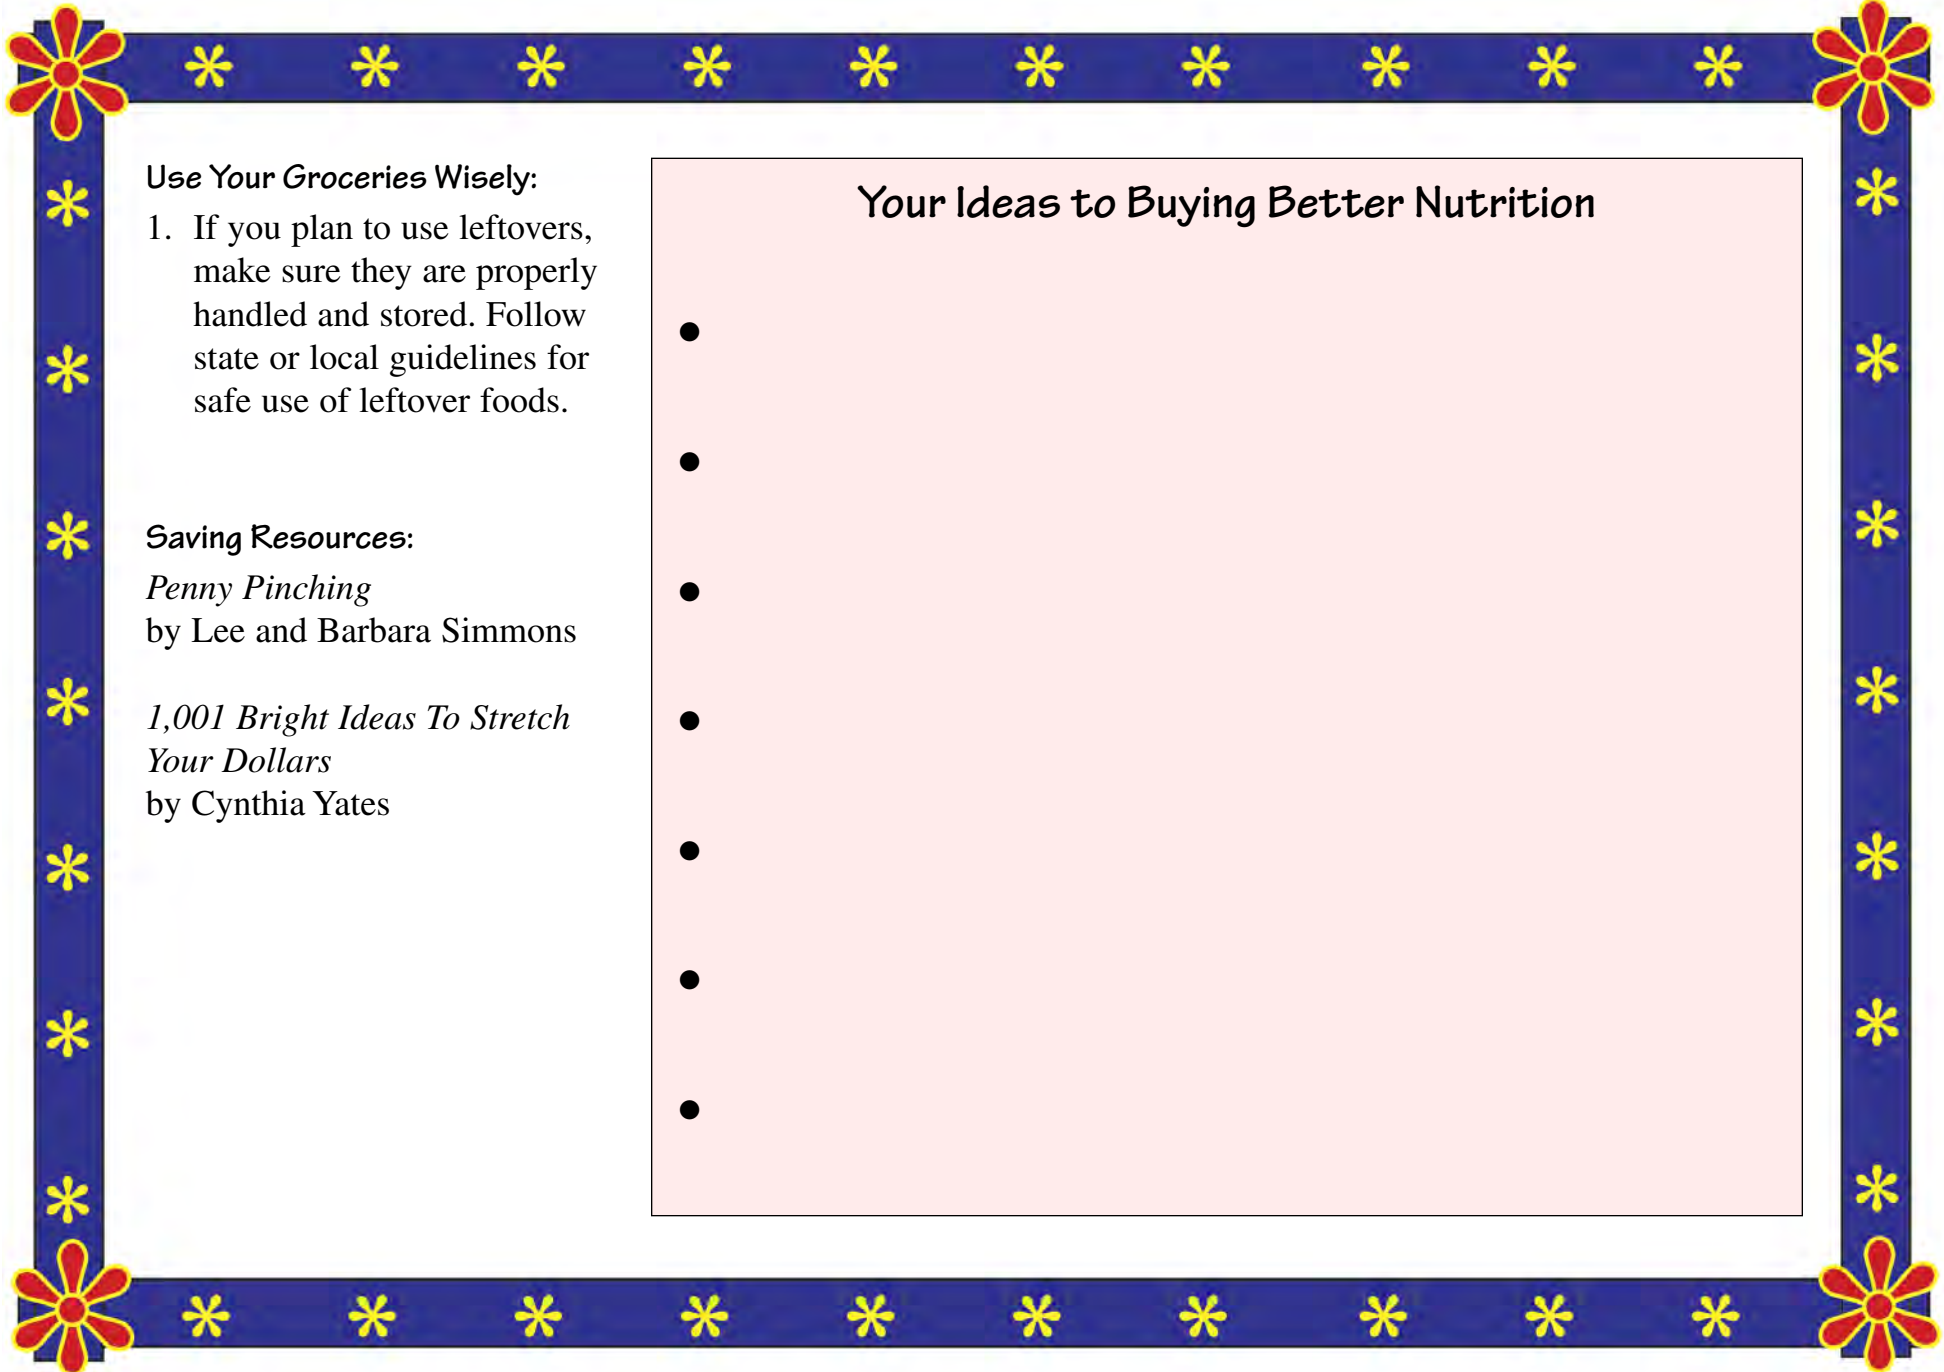 Use Your Groceries Wisely:
1. If you plan to use leftovers,
make sure they are properly
handled and stored. Follow
state or local guidelines for
safe use of leftover foods.
Saving Resources:
Penny Pinching
by Lee and Barbara Simmons
1,001 Bright Ideas To Stretch
Your Dollars
by Cynthia Yates
Your Ideas to Buying Better Nutrition
•
•
•
•
•
•
•